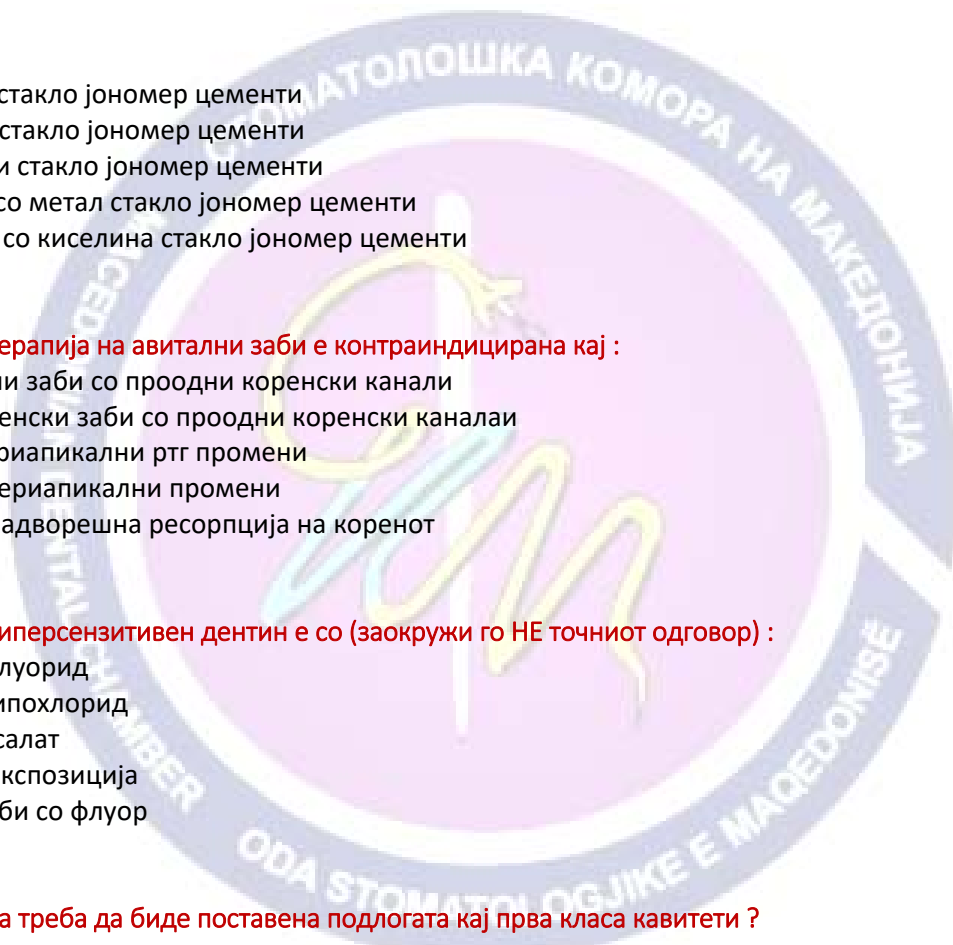 стакло јономер цементи
стакло јономер цементи
и стакло јономер цементи
со метал стакло јономер цементи
со киселина стакло јономер цементи
ерапија на авитални заби е контраиндицирана кај :
ни заби со проодни коренски канали
енски заби со проодни коренски каналаи
риапикални ртг промени
ериапикални промени
адворешна ресорпција на коренот
иперсензитивен дентин е со (заокружи го НЕ точниот одговор) :
луорид
ипохлорид
салат
кспозиција
би со флуор
а треба да биде поставена подлогата кај прва класа кавитети ?
СТОМАТОЛОШКА КОМОРА НА МАКЕДОНИЈА
MACEDONIAN DENTAL CHAMBER
ODA STOMATOLOGJIKE E MAQEDONISË